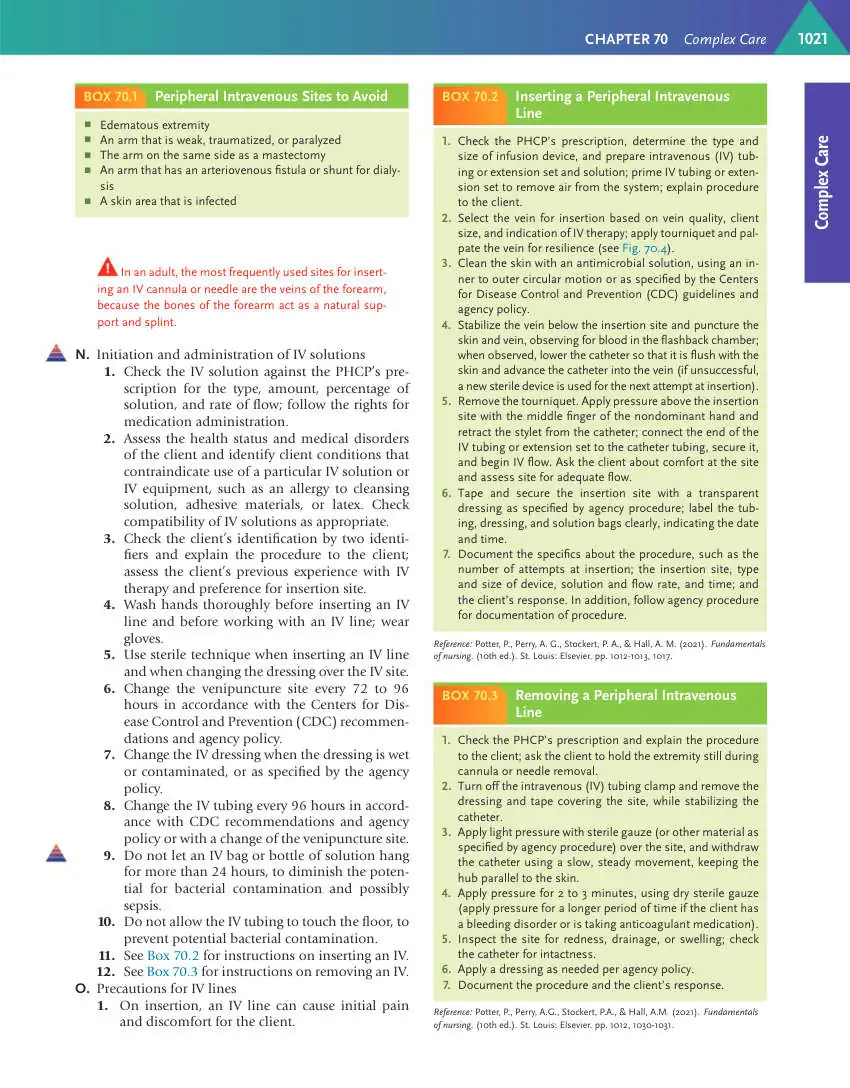 CHAPTER 70 Complex Care 1021
BOX 70.1 Peripheral Intravenous Sites to Avoid
■ Edematous extremity
■ An arm that is weak, traumatized, or paralyzed
■ The arm on the same side as a mastectomy
■ An arm that has an arteriovenous fistula or shunt for dialy-
sis
■ A skin area that is infected
In an adult, the most frequently used sites for insert-
ing an IV cannula or needle are the veins of the forearm,
because the bones of the forearm act as a natural sup-
port and splint.
N. Initiation and administration of IV solutions
1. Check the IV solution against the PHCP's pre-
scription for the type, amount, percentage of
solution, and rate of flow; follow the rights for
medication administration.
2. Assess the health status and medical disorders
of the client and identify client conditions that
contraindicate use of a particular IV solution or
IV equipment, such as an allergy to cleansing
solution, adhesive materials, or latex. Check
compatibility of IV solutions as appropriate.
3. Check the client's identification by two identi-
fiers and explain the procedure to the client;
assess the client's previous experience with IV
therapy and preference for insertion site.
4. Wash hands thoroughly before inserting an IV
line and before working with an IV line; wear
gloves.
5. Use sterile technique when inserting an IV line
and when changing the dressing over the IV site.
6. Change the venipuncture site every 72 to 96
hours in accordance with the Centers for Dis-
ease Control and Prevention (CDC) recommen-
dations and agency policy.
7. Change the IV dressing when the dressing is wet
or contaminated, or as specified by the agency
policy.
8. Change the IV tubing every 96 hours in accord-
ance with CDC recommendations and agency
policy or with a change of the venipuncture site.
9. Do not let an IV bag or bottle of solution hang
for more than 24 hours, to diminish the poten-
tial for bacterial contamination and possibly
sepsis.
10. Do not allow the IV tubing to touch the floor, to
prevent potential bacterial contamination.
11. See Box 70.2 for instructions on inserting an IV.
12. See Box 70.3 for instructions on removing an IV.
O. Precautions for IV lines
1. On insertion, an IV line can cause initial pain
and discomfort for the client.
BOX 70.2 Inserting a Peripheral Intravenous
Line
1. Check the PHCP's prescription, determine the type and
size of infusion device, and prepare intravenous (IV) tub-
ing or extension set and solution; prime IV tubing or exten-
sion set to remove air from the system; explain procedure
to the client.
2. Select the vein for insertion based on vein quality, client
size, and indication of IV therapy; apply tourniquet and pal-
pate the vein for resilience (see Fig. 70.4).
3. Clean the skin with an antimicrobial solution, using an in-
ner to outer circular motion or as specified by the Centers
for Disease Control and Prevention (CDC) guidelines and
agency policy.
4. Stabilize the vein below the insertion site and puncture the
skin and vein, observing for blood in the flashback chamber;
when observed, lower the catheter so that it is flush with the
skin and advance the catheter into the vein (if unsuccessful,
a new sterile device is used for the next attempt at insertion).
5. Remove the tourniquet. Apply pressure above the insertion
site with the middle finger of the nondominant hand and
retract the stylet from the catheter; connect the end of the
IV tubing or extension set to the catheter tubing, secure it,
and begin IV flow. Ask the client about comfort at the site
and assess site for adequate flow.
6. Tape and secure the insertion site with a transparent
dressing as specified by agency procedure; label the tub-
ing, dressing, and solution bags clearly, indicating the date
and time.
7. Document the specifics about the procedure, such as the
number of attempts at insertion; the insertion site, type
and size of device, solution and flow rate, and time; and
the client's response. In addition, follow agency procedure
for documentation of procedure.
Reference: Potter, P., Perry, A. G., Stockert, P. A., & Hall, A. M. (2021). Fundamentals
of nursing. (10th ed.). St. Louis: Elsevier. pp. 1012-1013, 1017.
BOX 70.3 Removing a Peripheral Intravenous
Line
1. Check the PHCP's prescription and explain the procedure
to the client; ask the client to hold the extremity still during
cannula or needle removal.
2. Turn off the intravenous (IV) tubing clamp and remove the
dressing and tape covering the site, while stabilizing the
catheter.
3. Apply light pressure with sterile gauze (or other material as
specified by agency procedure) over the site, and withdraw
the catheter using a slow, steady movement, keeping the
hub parallel to the skin.
4. Apply pressure for 2 to 3 minutes, using dry sterile gauze
(apply pressure for a longer period of time if the client has
a bleeding disorder or is taking anticoagulant medication).
5. Inspect the site for redness, drainage, or swelling; check
the catheter for intactness.
6. Apply a dressing as needed per agency policy.
7. Document the procedure and the client's response.
Reference: Potter, P., Perry, A.G., Stockert, P.A., & Hall, A.M. (2021). Fundamentals
of nursing. (10th ed.). St. Louis: Elsevier. pp. 1012, 1030-1031.
Complex Care